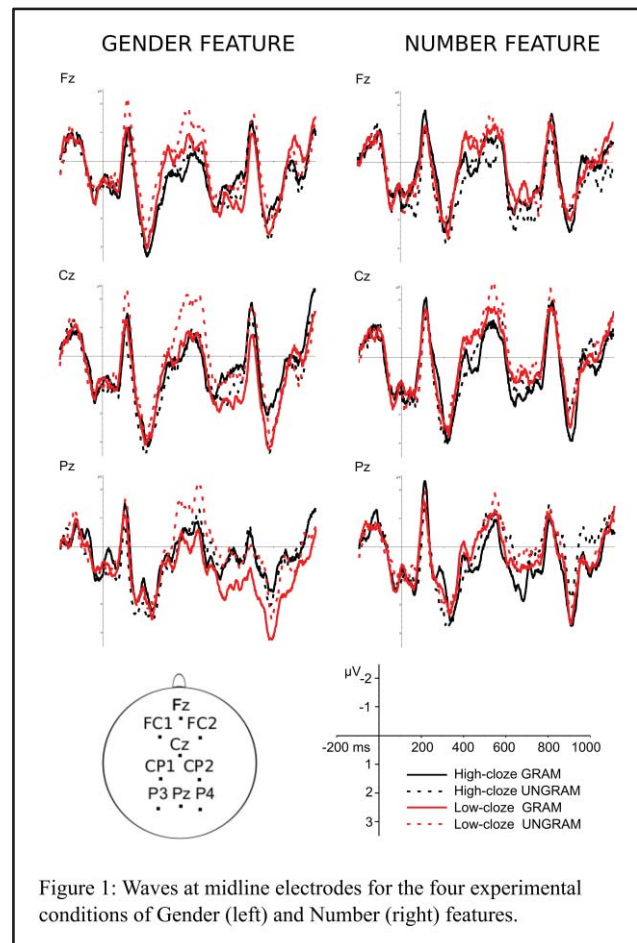 GENDER FEATURE NUMBER FEATURE
Fz Fz
Cz Cz
Pz Pz
Fz
FC1 FC2
Cz
CP1 CP2
P3 Pz P4
µV
-2
-1
-200 ms 200 400 600 800 1000
1
2
3
High-cloze GRAM
High-cloze UNGRAM
Low-cloze GRAM
Low-cloze UNGRAM
Figure 1: Waves at midline electrodes for the four experimental
conditions of Gender (left) and Number (right) features.